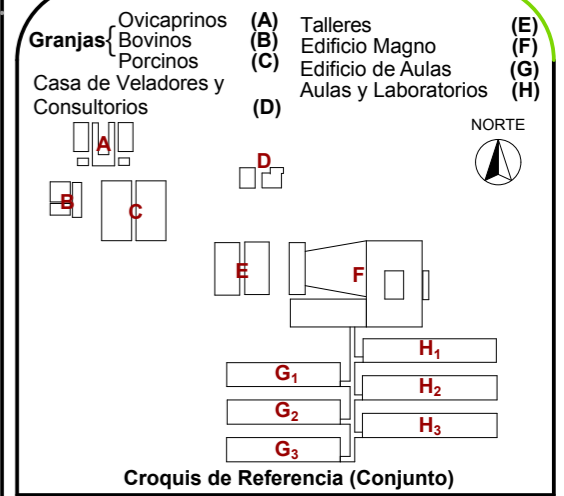 Granjas{ Ovicaprinos (A)
Bovinos (B)
Porcinos (C)
Casa de Veladores y
Consultorios (D)
Talleres (E)
Edificio Magno (F)
Edificio de Aulas (G)
Aulas y Laboratorios (H)
NORTE
A
D
B
C
E
F
H1
G1
H2
G2
H3
G3
Croquis de Referencia (Conjunto)